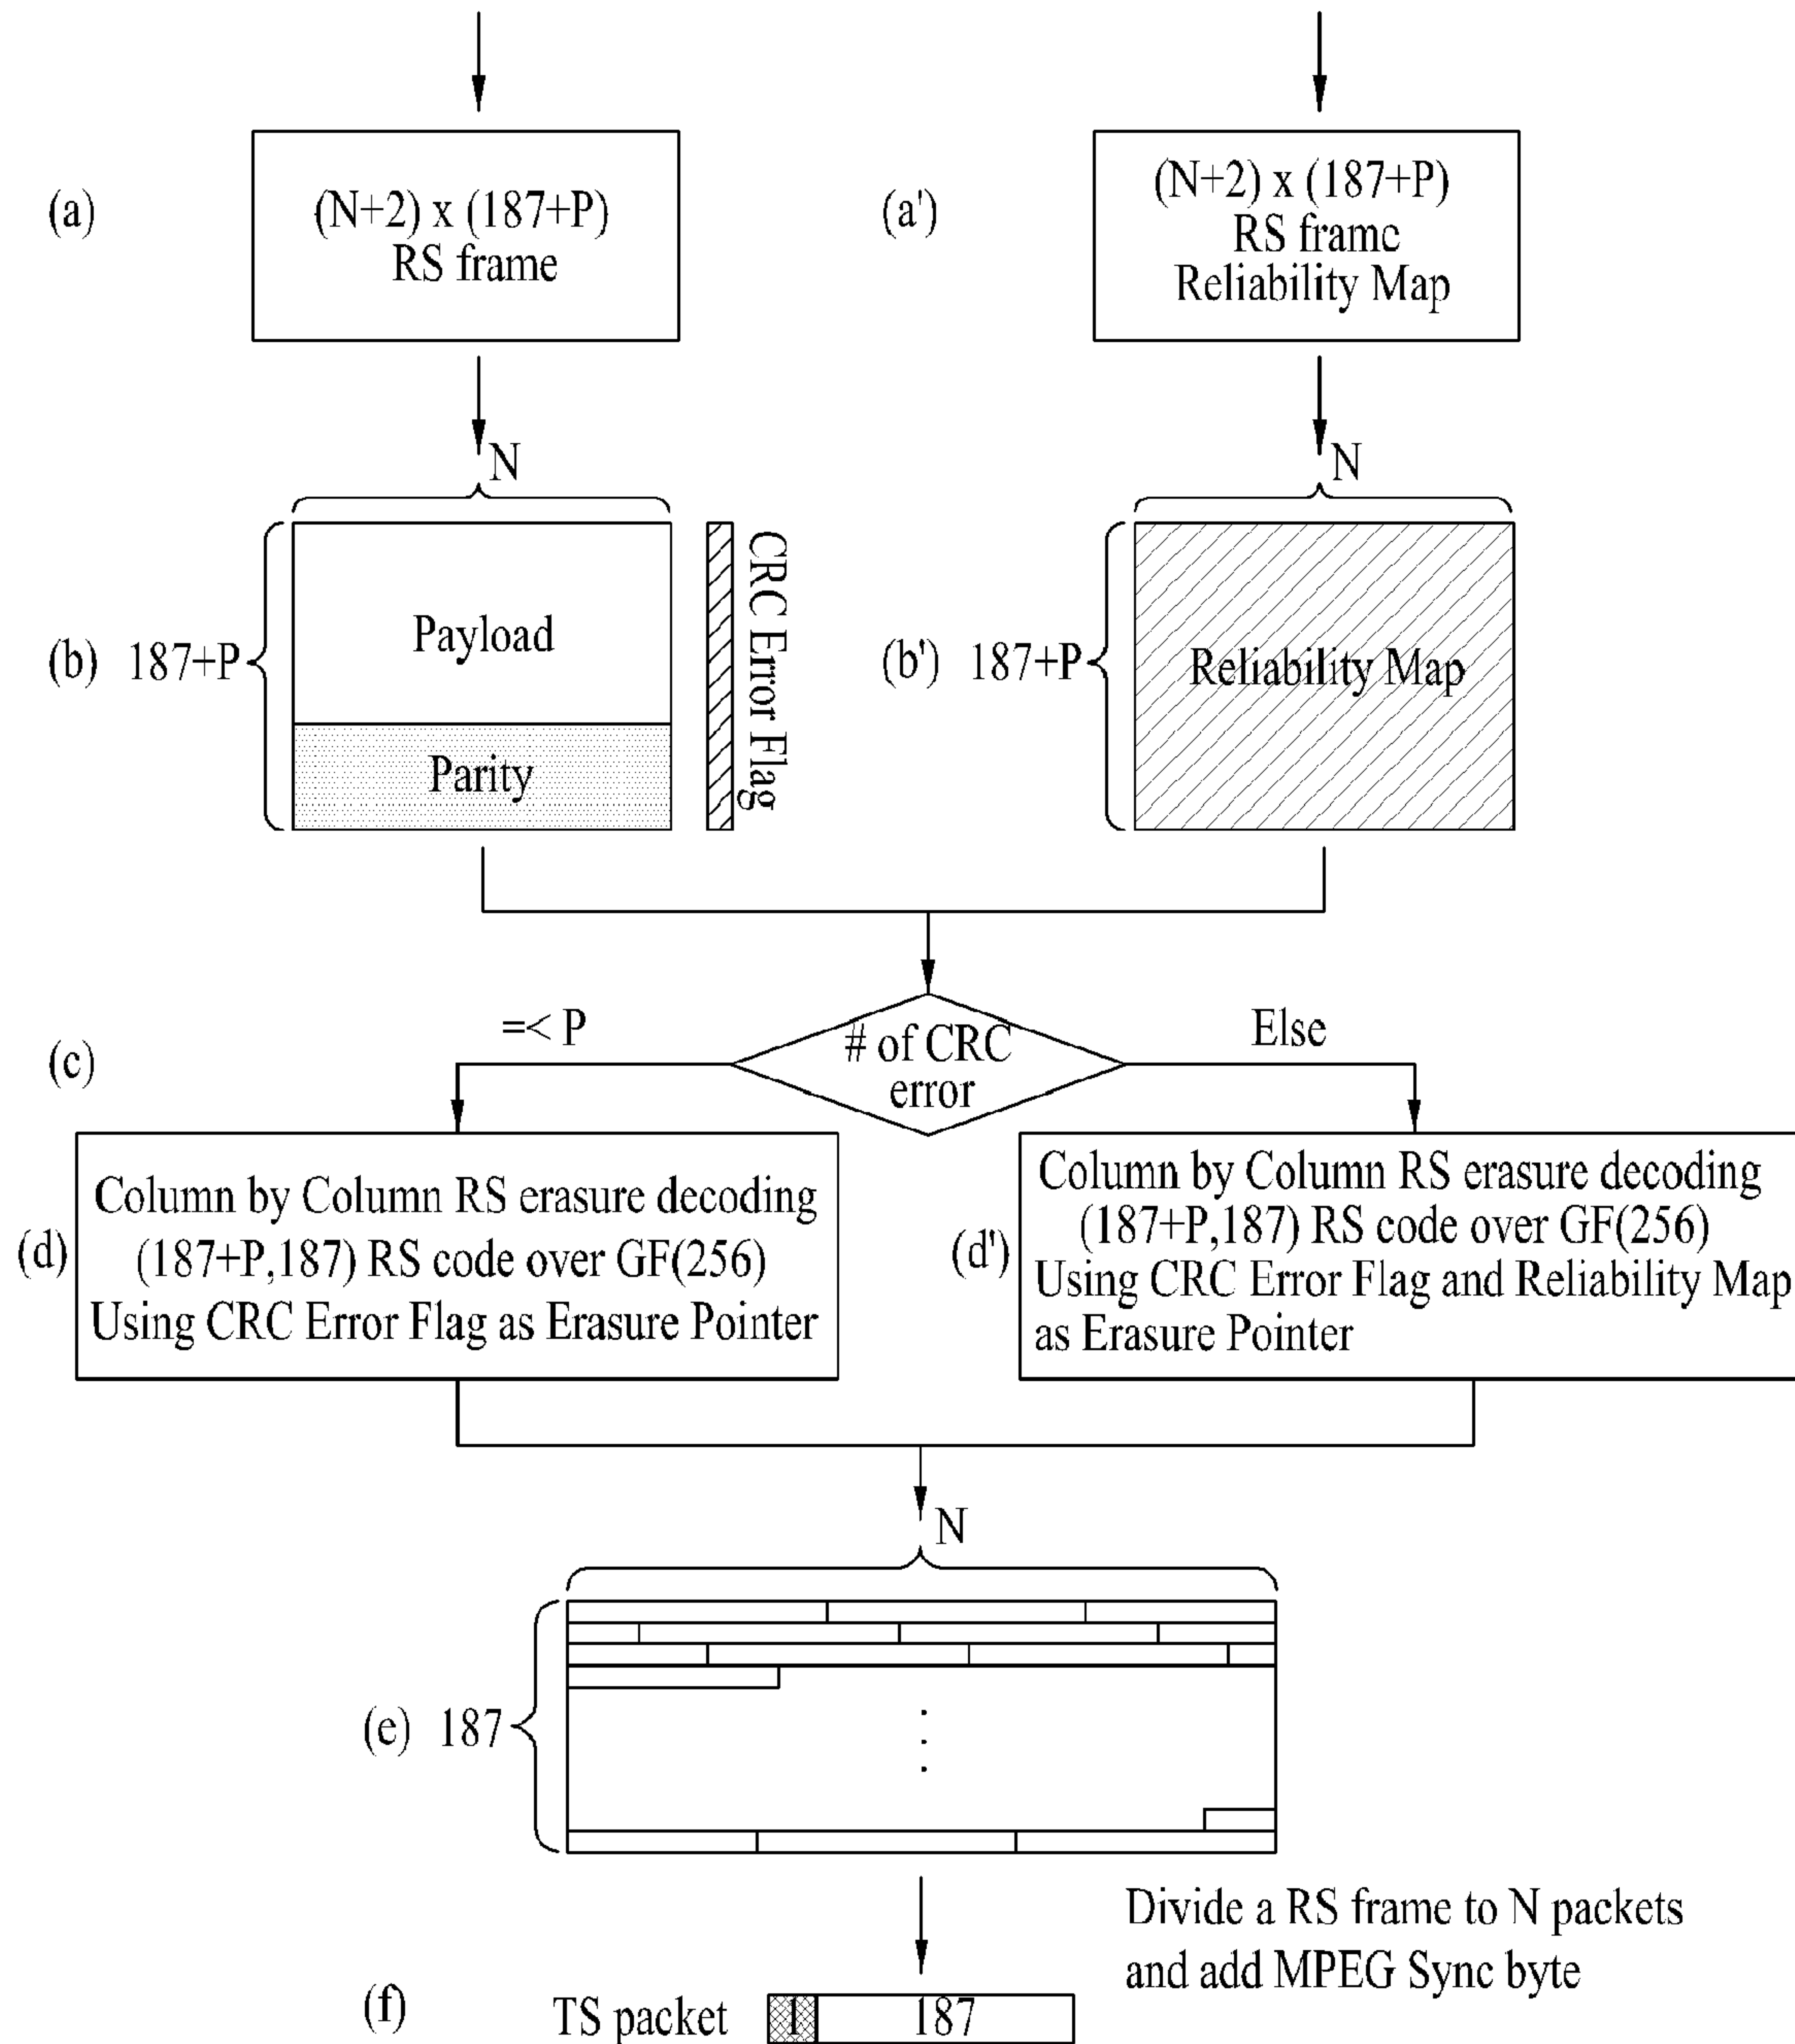 (a)
(N+2) x (187+P)
RS frame
(a')
(N+2) x (187+P)
RS frame
Reliability Map
N
N
(b)
187+P
Payload
Parity
CRC Error Flag
(b')
187+P
Reliability Map
(c)
=< P
# of CRC
error
Else
(d)
Column by Column RS erasure decoding
(187+P,187) RS code over GF(256)
Using CRC Error Flag as Erasure Pointer
(d')
Column by Column RS erasure decoding
(187+P,187) RS code over GF(256)
Using CRC Error Flag and Reliability Map
as Erasure Pointer
N
(e)
187
Divide a RS frame to N packets
and add MPEG Sync byte
(f)
TS packet
1
187